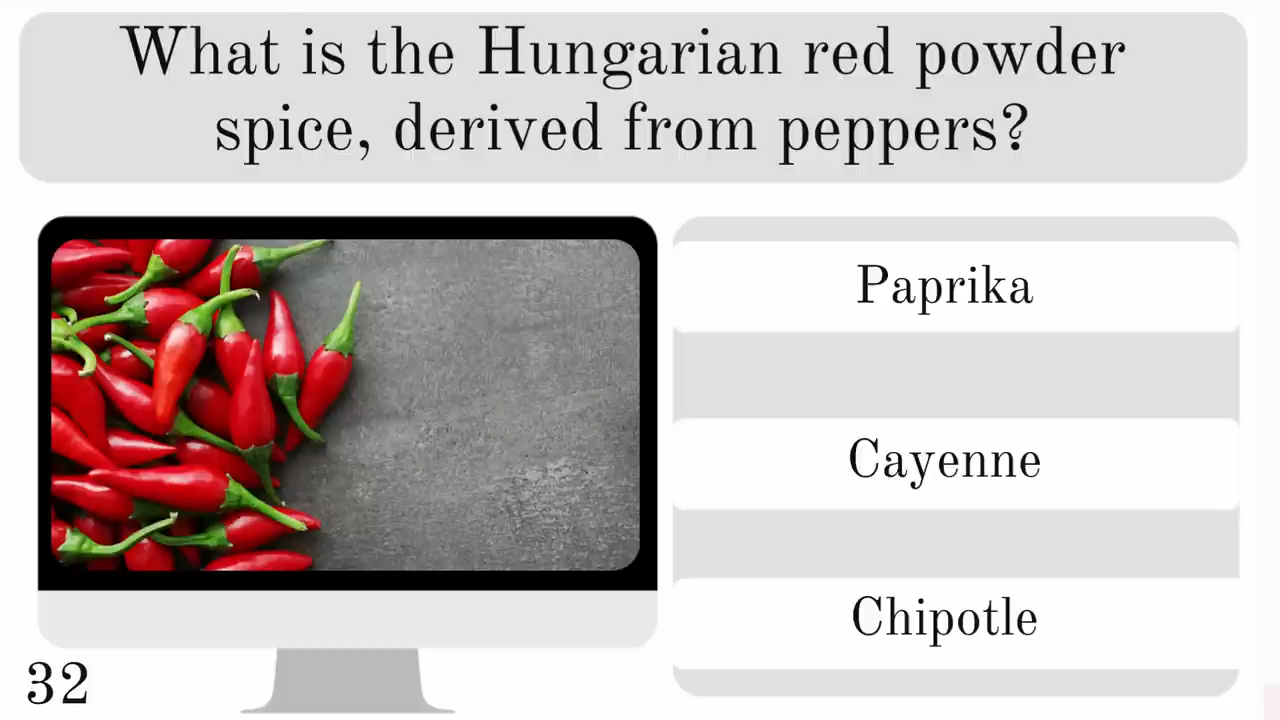 What is the Hungarian red powder
spice, derived from peppers?
Paprika
Cayenne
Chipotle
32